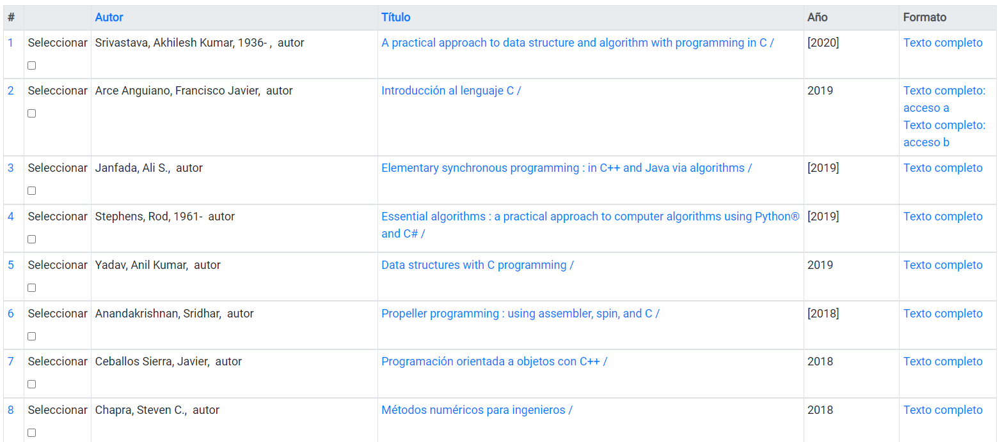 # Autor Título Año Formato
1 Seleccionar Srivastava, Akhilesh Kumar, 1936- , autor A practical approach to data structure and algorithm with programming in C / [2020] Texto completo
2 Seleccionar Arce Anguiano, Francisco Javier, autor Introducción al lenguaje C / 2019 Texto completo:
acceso a
Texto completo:
acceso b
3 Seleccionar Janfada, Ali S., autor Elementary synchronous programming : in C++ and Java via algorithms / [2019] Texto completo
4 Seleccionar Stephens, Rod, 1961- autor Essential algorithms : a practical approach to computer algorithms using Python® [2019] Texto completo
and C# /
5 Seleccionar Yadav, Anil Kumar, autor Data structures with C programming / 2019 Texto completo
6 Seleccionar Anandakrishnan, Sridhar, autor Propeller programming : using assembler, spin, and C / [2018] Texto completo
7 Seleccionar Ceballos Sierra, Javier, autor Programación orientada a objetos con C++ / 2018 Texto completo
8 Seleccionar Chapra, Steven C., autor Métodos numéricos para ingenieros / 2018 Texto completo